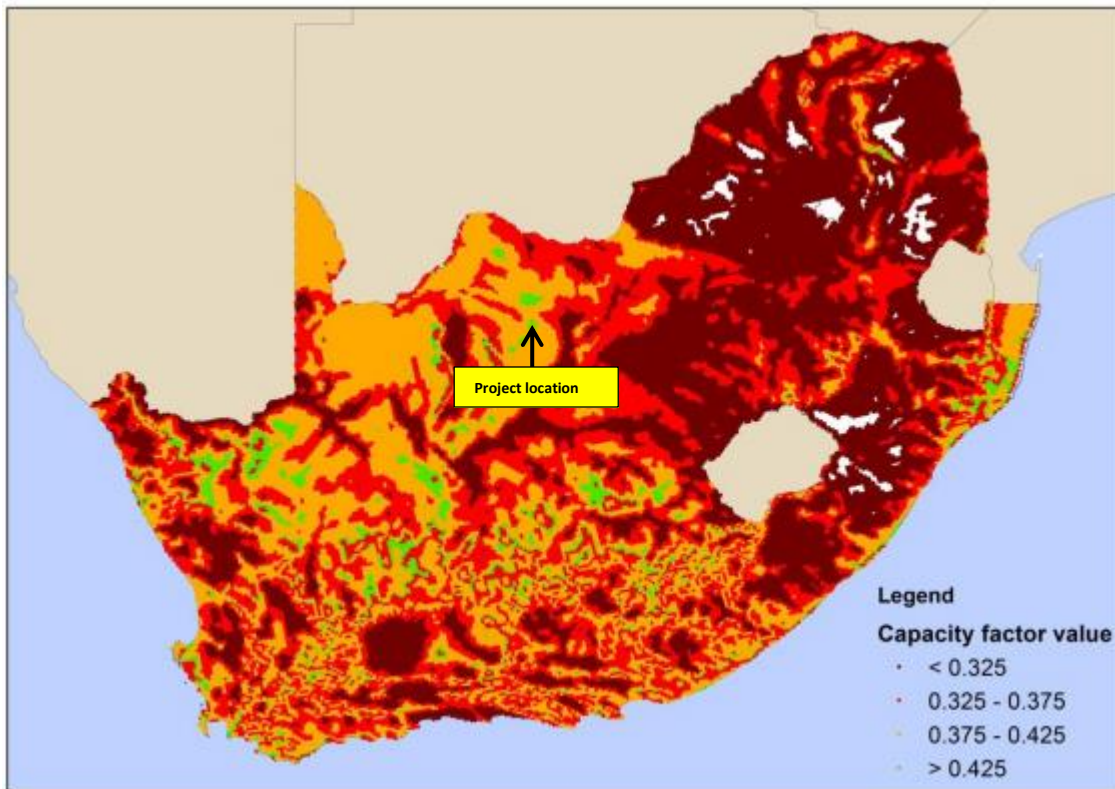 Project location
Legend
Capacity factor value
< 0.325
0.325 - 0.375
0.375 - 0.425
> 0.425